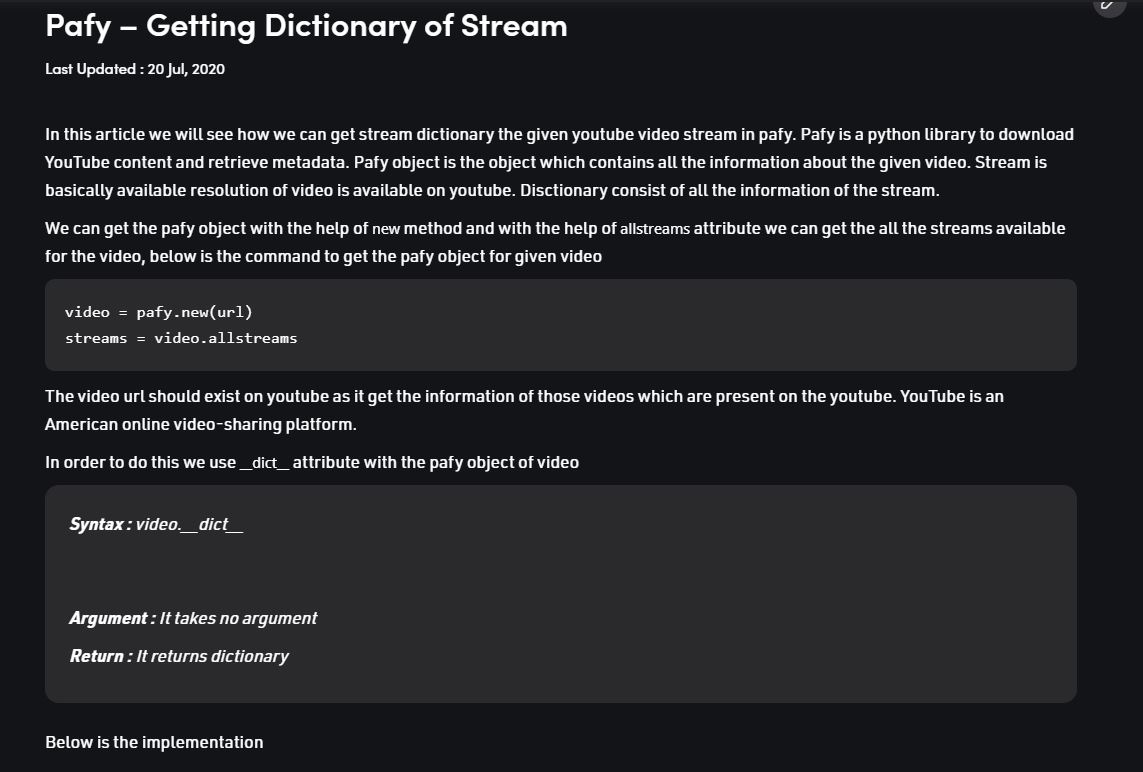 Pafy – Getting Dictionary of Stream
Last Updated : 20 Jul, 2020
In this article we will see how we can get stream dictionary the given youtube video stream in pafy. Pafy is a python library to download
YouTube content and retrieve metadata. Pafy object is the object which contains all the information about the given video. Stream is
basically available resolution of video is available on youtube. Disctionary consist of all the information of the stream.
We can get the pafy object with the help of new method and with the help of allstreams attribute we can get the all the streams available
for the video, below is the command to get the pafy object for given video
video = pafy.new(url)
streams = video.allstreams
The video url should exist on youtube as it get the information of those videos which are present on the youtube. YouTube is an
American online video-sharing platform.
In order to do this we use __dict__ attribute with the pafy object of video
Syntax : video.__dict__
Argument : It takes no argument
Return : It returns dictionary
Below is the implementation